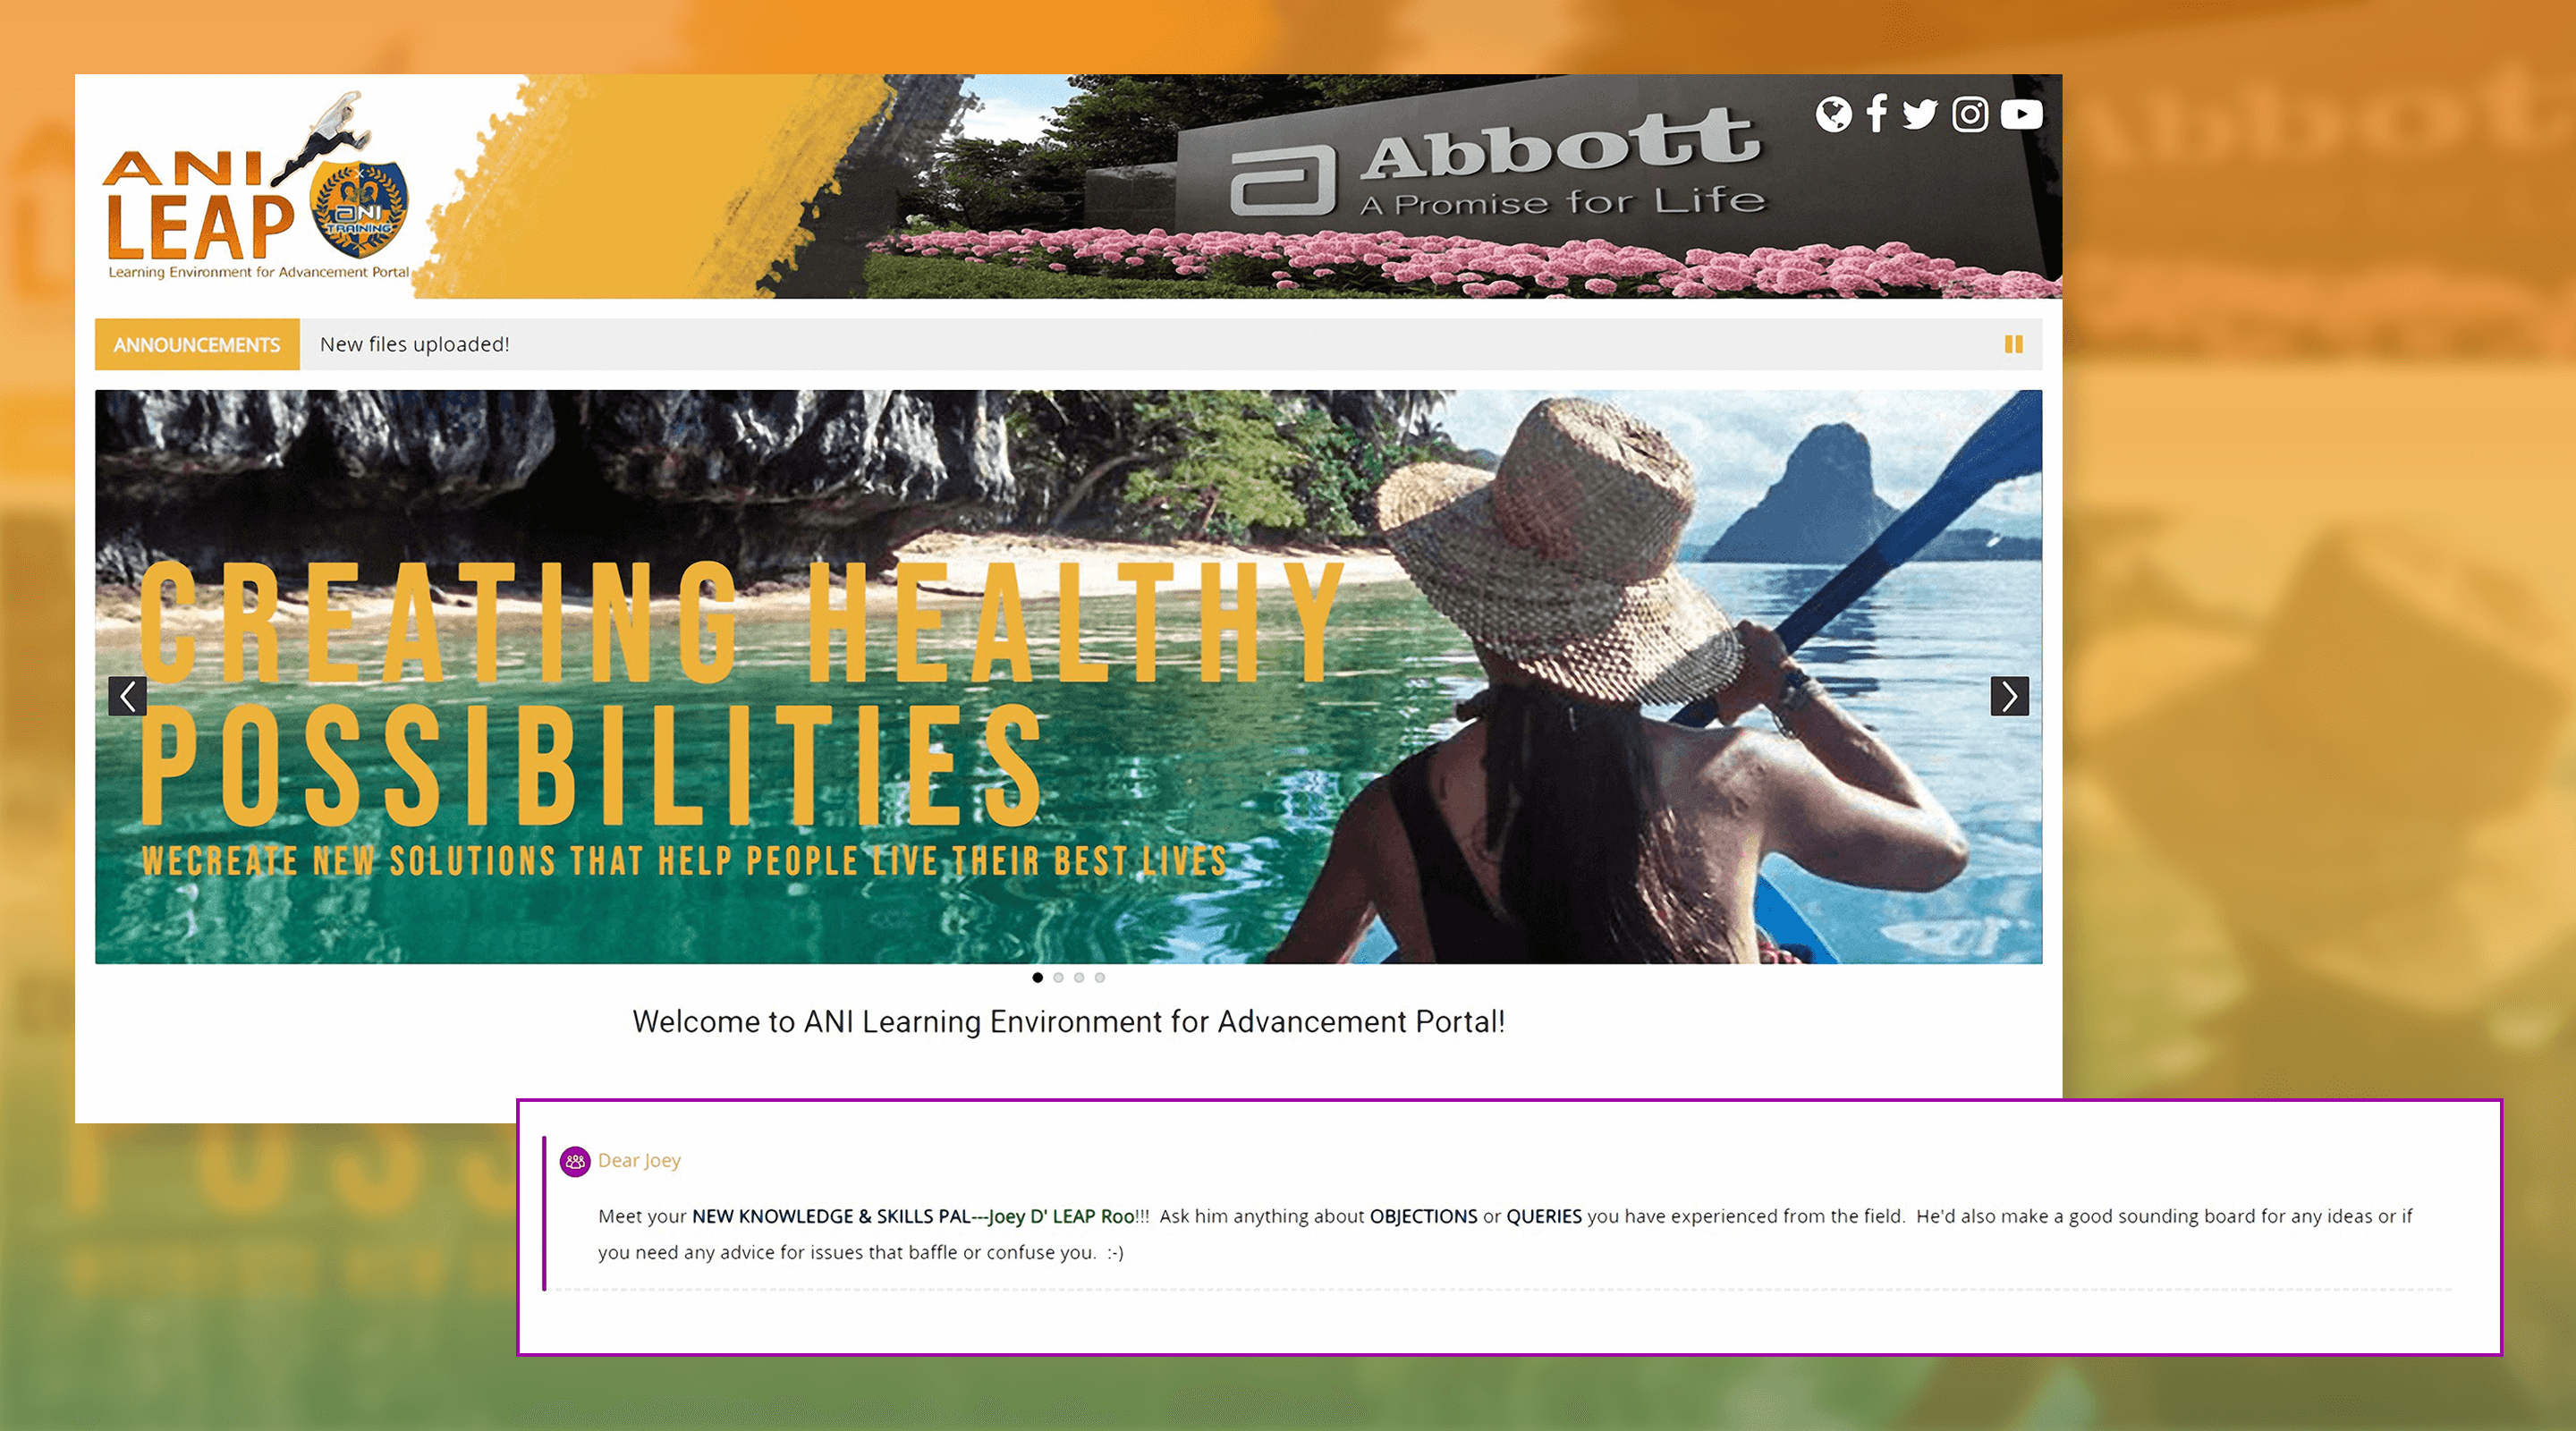 ANI
LEAP
ANI
TRAINING
Learning Environment for Advancement Portal
Abbott
A Promise for Life
ANNOUNCEMENTS New files uploaded!
CREATING HEALTHY
POSSIBILITIES
WECREATE NEW SOLUTIONS THAT HELP PEOPLE LIVE THEIR BEST LIVES
Welcome to ANI Learning Environment for Advancement Portal!
Dear Joey
Meet your NEW KNOWLEDGE & SKILLS PAL---Joey D' LEAP Roo!!! Ask him anything about OBJECTIONS or QUERIES you have experienced from the field. He'd also make a good sounding board for any ideas or if
you need any advice for issues that baffle or confuse you. :-)